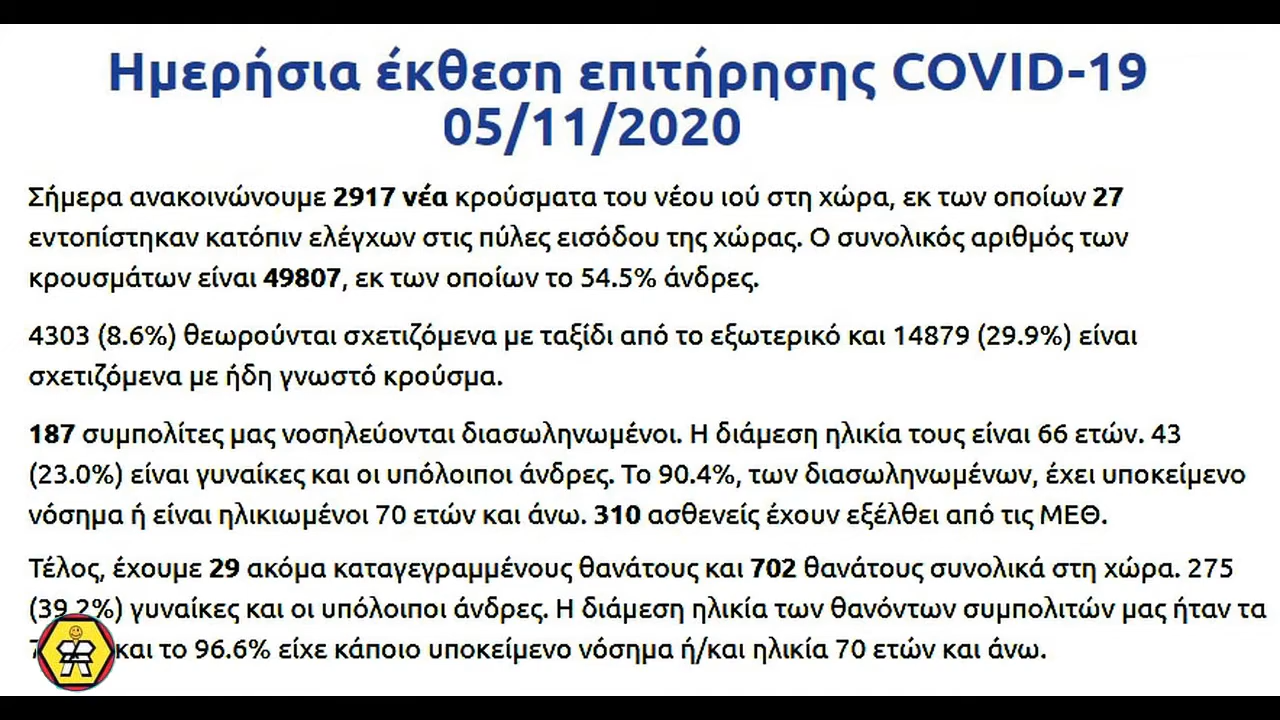 Ημερήσια έκθεση επιτήρησης COVID-19
05/11/2020
Σήμερα ανακοινώνουμε 2917 νέα κρούσματα του νέου ιού στη χώρα, εκ των οποίων 27
εντοπίστηκαν κατόπιν ελέγχων στις πύλες εισόδου της χώρας. Ο συνολικός αριθμός των
κρουσμάτων είναι 49807, εκ των οποίων το 54.5% άνδρες.
4303 (8.6%) θεωρούνται σχετιζόμενα με ταξίδι από το εξωτερικό και 14879 (29.9%) είναι
σχετιζόμενα με ήδη γνωστό κρούσμα.
187 συμπολίτες μας νοσηλεύονται διασωληνωμένοι. Η διάμεση ηλικία τους είναι 66 ετών. 43
(23.0%) είναι γυναίκες και οι υπόλοιποι άνδρες. To 90.4%, των διασωληνωμένων, έχει υποκείμενο
νόσημα ή είναι ηλικιωμένοι 70 ετών και άνω. 310 ασθενείς έχουν εξέλθει από τις ΜΕΘ.
Τέλος, έχουμε 29 ακόμα καταγεγραμμένους θανάτους και 702 θανάτους συνολικά στη χώρα. 275
(39.2%) γυναίκες και οι υπόλοιποι άνδρες. Η διάμεση ηλικία των θανόντων συμπολιτών μας ήταν τα
και το 96.6% είχε κάποιο υποκείμενο νόσημα ή/και ηλικία 70 ετών και άνω.